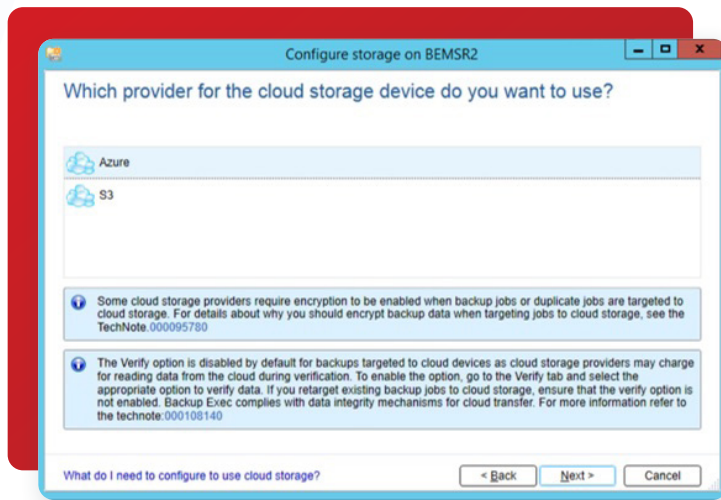 Configure storage on BEMSR2
Which provider for the cloud storage device do you want to use?
Azure
S3
Some cloud storage providers require encryption to be enabled when backup jobs or duplicate jobs are targeted to
cloud storage. For details about why you should encrypt backup data when targeting jobs to cloud storage, see the
TechNote.000095780
The Verify option is disabled by default for backups targeted to cloud devices as cloud storage providers may charge
for reading data from the cloud during verification. To enable the option, go to the Verify tab and select the
appropriate option to verify data. If you retarget existing backup jobs to cloud storage, ensure that the verify option is
not enabled. Backup Exec complies with data integrity mechanisms for cloud transfer. For more information refer to
the technote:000108140
What do I need to configure to use cloud storage?
< Back
Next >
Cancel